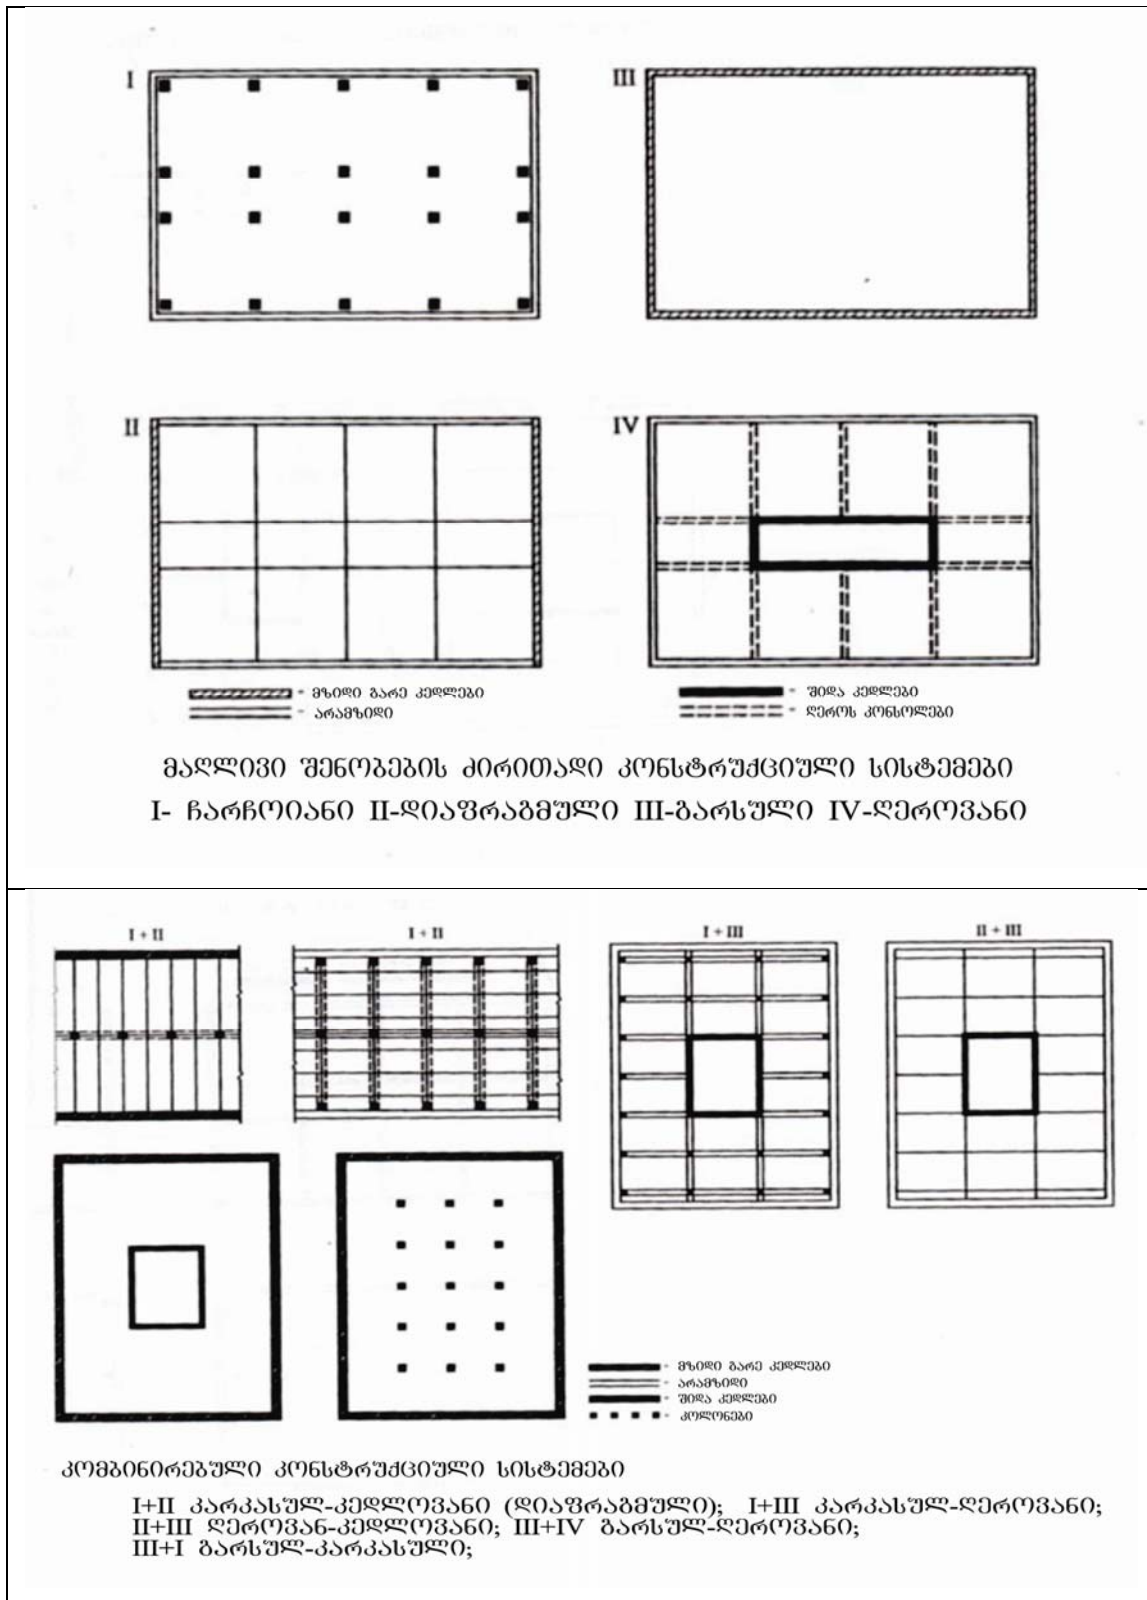 I
III
II
IV
- მზიდი გარე კედლები
- არამზიდი
- შიდა კედლები
- ღეროს კონსოლები
მაღლივი შენობების ძირითადი კონსტრუქციული სისტემები
I- ჩარჩოიანი II-დიაფრაგმული III-გარსული IV-ღეროვანი
I + II
I + II
I + III
II + III
- მზიდი გარე კედლები
- არამზიდი
- შიდა კედლები
- კოლონები
კომბინირებული კონსტრუქციული სისტემები
I+II კარკასულ-კედლოვანი (დიაფრაგმული); I+III კარკასულ-ღეროვანი;
II+III ღეროვან-კედლოვანი; III+IV გარსულ-ღეროვანი;
III+I გარსულ-კარკასული;